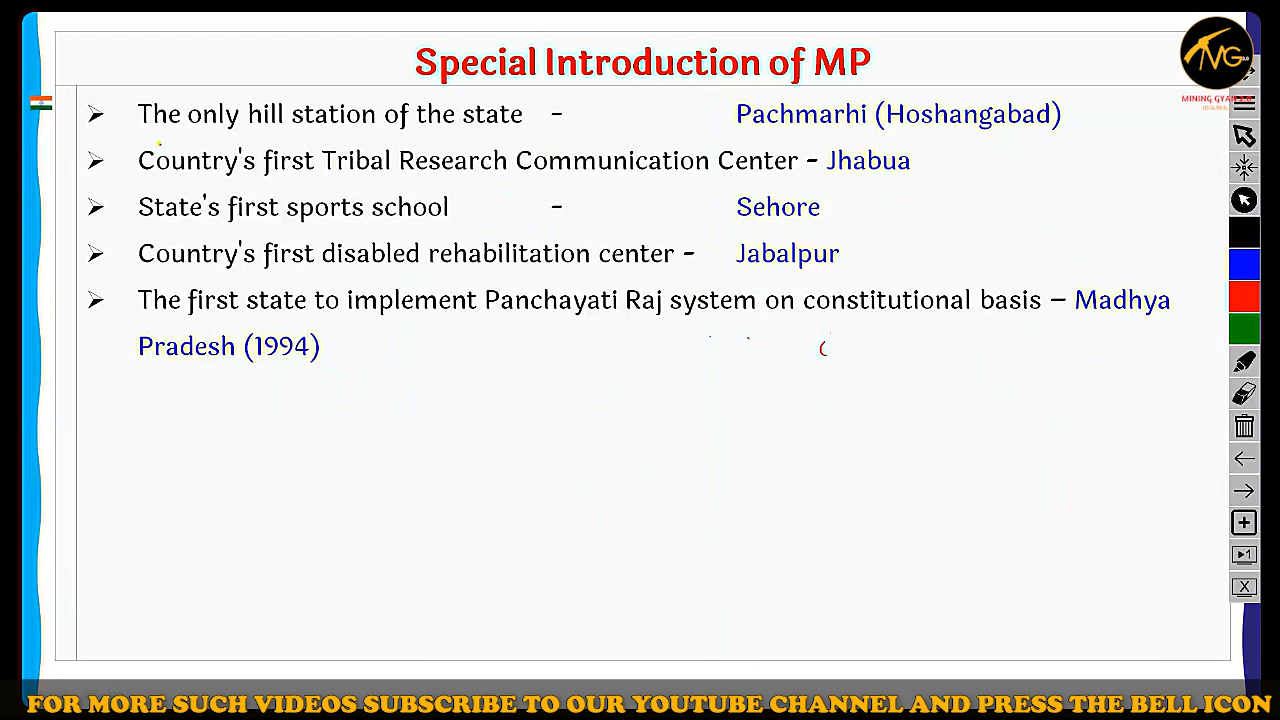 Special Introduction of MP
The only hill station of the state - Pachmarhi (Hoshangabad)
Country's first Tribal Research Communication Center - Jhabua
State's first sports school - Sehore
Country's first disabled rehabilitation center - Jabalpur
The first state to implement Panchayati Raj system on constitutional basis – Madhya
Pradesh (1994)
FOR MORE SUCH VIDEOS SUBSCRIBE TO OUR YOUTUBE CHANNEL AND PRESS THE BELL ICON